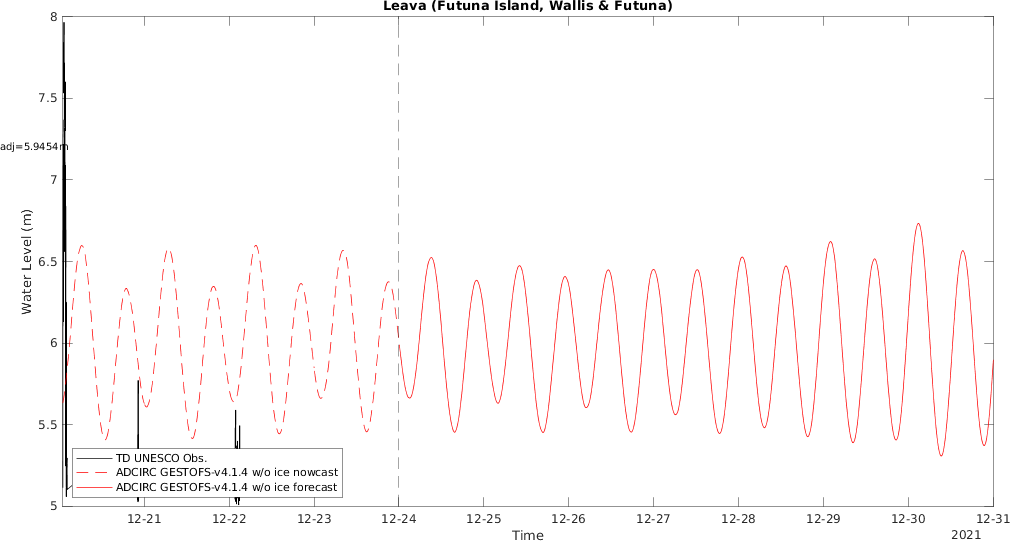 Leava (Futuna Island, Wallis & Futuna)
8
7.5
adj=5.9454m
7
6.5
6
5.5
5
Water Level (m)
TD UNESCO Obs.
ADCIRC GESTOFS-v4.1.4 w/o ice nowcast
ADCIRC GESTOFS-v4.1.4 w/o ice forecast
12-21 12-22 12-23 12-24 12-25 12-26 12-27 12-28 12-29 12-30 12-31
Time
2021